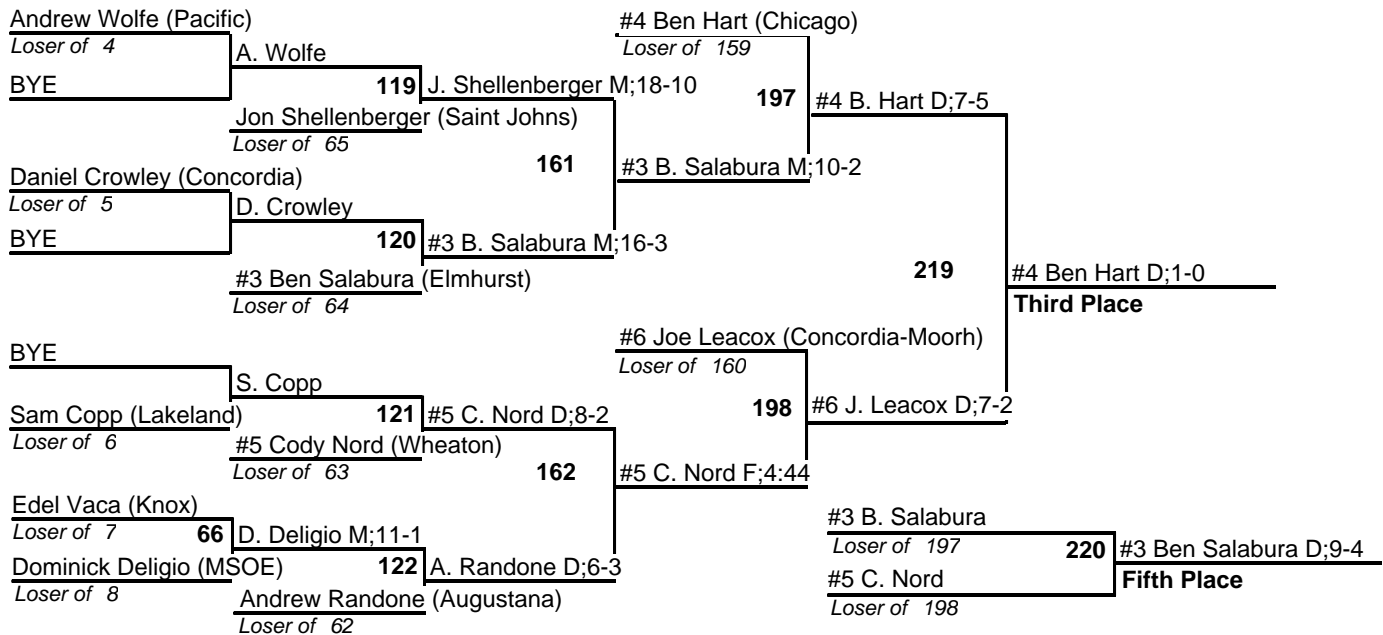 Andrew Wolfe (Pacific)
Loser of 4
A. Wolfe
BYE
119 J. Shellenberger M;18-10
Jon Shellenberger (Saint Johns)
Loser of 65
161
Daniel Crowley (Concordia)
Loser of 5
D. Crowley
BYE
120 #3 B. Salabura M;16-3
#3 Ben Salabura (Elmhurst)
Loser of 64
#4 Ben Hart (Chicago)
Loser of 159
197 #4 B. Hart D;7-5
#3 B. Salabura M;10-2
219 #4 Ben Hart D;1-0
Third Place
BYE
S. Copp
Sam Copp (Lakeland)
Loser of 6
121 #5 C. Nord D;8-2
#5 Cody Nord (Wheaton)
Loser of 63
162
Edel Vaca (Knox)
Loser of 7
66 D. Deligio M;11-1
Dominick Deligio (MSOE)
Loser of 8
122 A. Randone D;6-3
Andrew Randone (Augustana)
Loser of 62
#6 Joe Leacox (Concordia-Moorh)
Loser of 160
198 #6 J. Leacox D;7-2
#5 C. Nord F;4:44
#3 B. Salabura
Loser of 197
220 #3 Ben Salabura D;9-4
#5 C. Nord
Fifth Place
Loser of 198